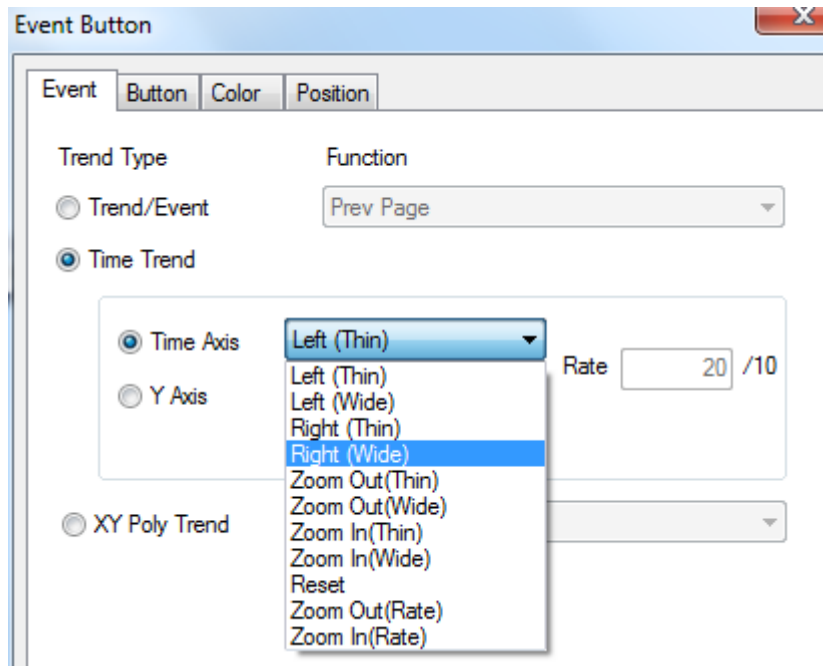 Event Button
Event Button Color Position
Trend Type Function
Trend/Event Prev Page
Time Trend
Time Axis Left (Thin)
Rate 20 /10
Left (Thin)
Y Axis Left (Wide)
Right (Thin)
Right (Wide)
Zoom Out(Thin)
Zoom Out(Wide)
XY Poly Trend Zoom In(Thin)
Zoom In(Wide)
Reset
Zoom Out(Rate)
Zoom In(Rate)